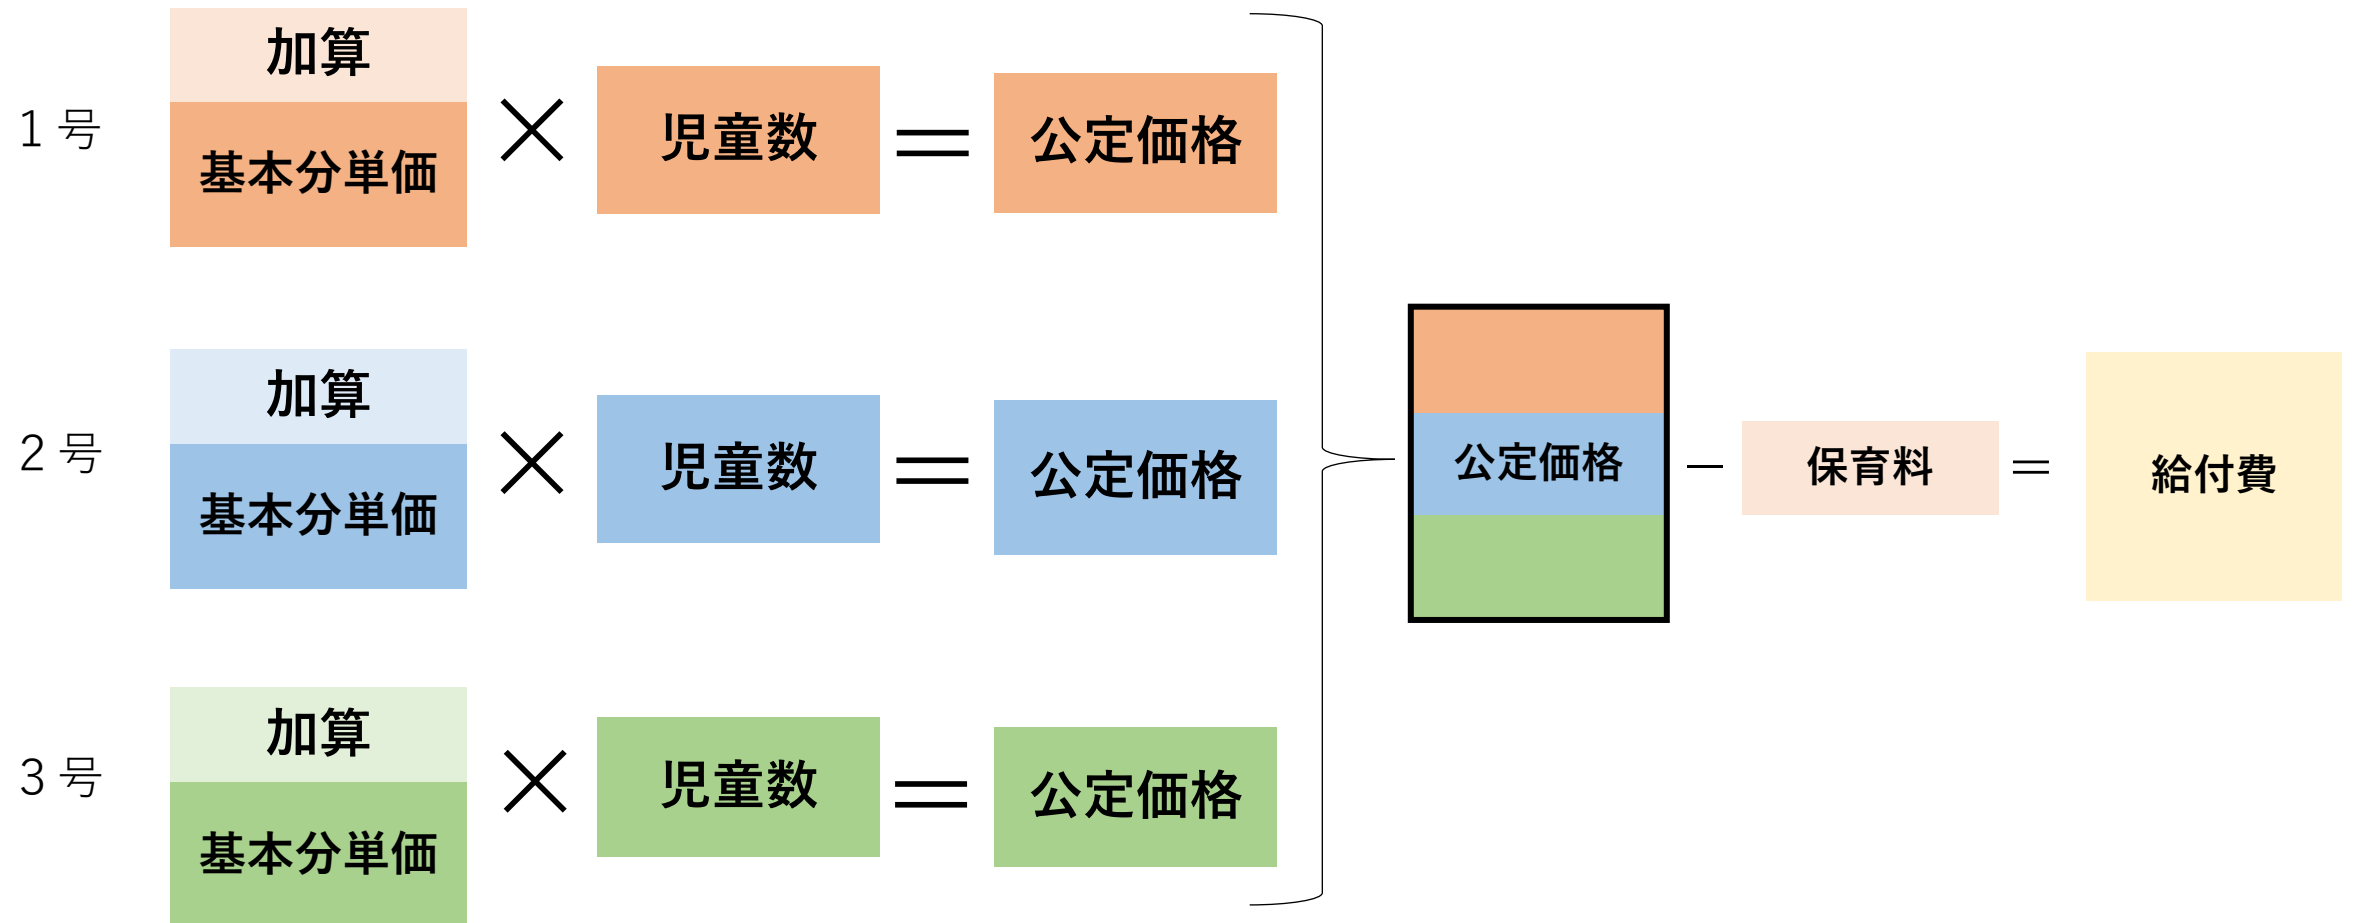 加算
1号
基本分単価
×
児童数
=
公定価格
加算
2号
基本分単価
×
児童数
=
公定価格
公定価格
−
保育料
=
給付費
加算
3号
基本分単価
×
児童数
=
公定価格